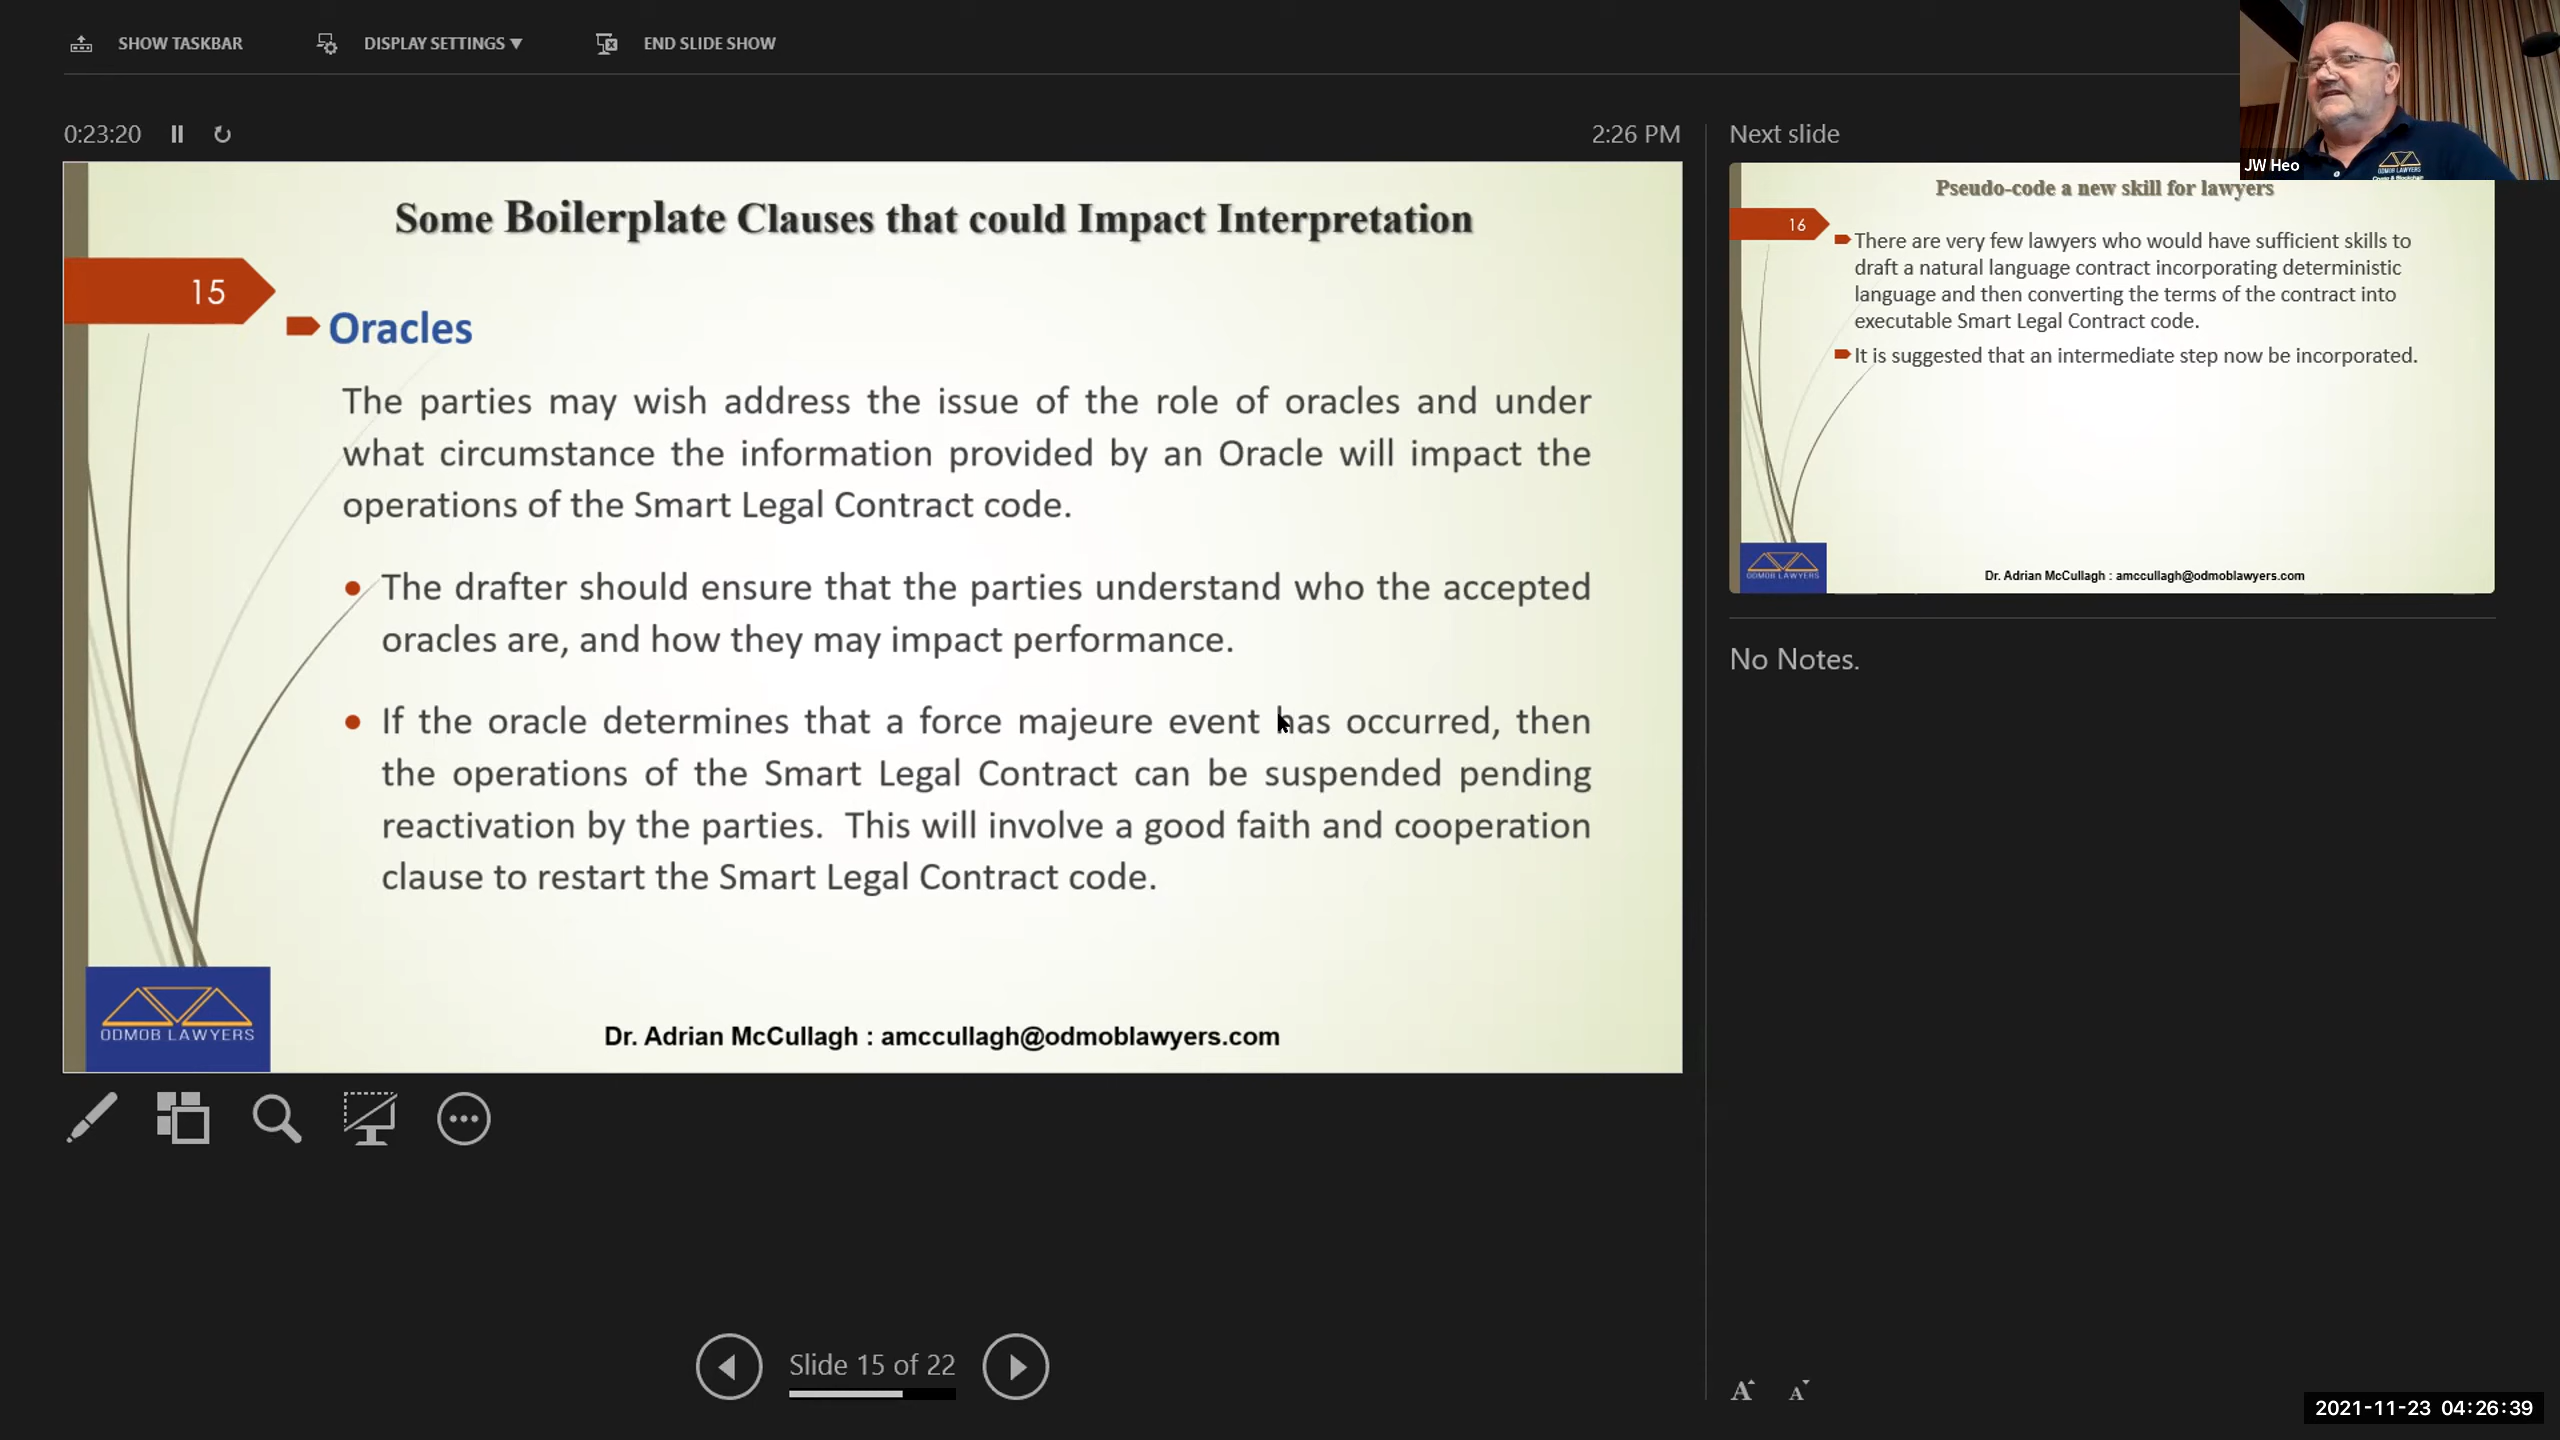 SHOW TASKBAR
DISPLAY SETTINGS
END SLIDE SHOW
0:23:20
2:26 PM
Some Boilerplate Clauses that could Impact Interpretation
15
Oracles
The parties may wish address the issue of the role of oracles and under
what circumstance the information provided by an Oracle will impact the
operations of the Smart Legal Contract code.
The drafter should ensure that the parties understand who the accepted
oracles are, and how they may impact performance.
If the oracle determines that a force majeure event has occurred, then
the operations of the Smart Legal Contract can be suspended pending
reactivation by the parties. This will involve a good faith and cooperation
clause to restart the Smart Legal Contract code.
ODMOB LAWYERS
Dr. Adrian McCullagh : amccullagh@odmoblawyers.com
Slide 15 of 22
Next slide
JW Heo
ODMOB LAWYERS
Pseudo-code a new skill for lawyers
16
There are very few lawyers who would have sufficient skills to
draft a natural language contract incorporating deterministic
language and then converting the terms of the contract into
executable Smart Legal Contract code.
It is suggested that an intermediate step now be incorporated.
ODMOB LAWYERS
Dr. Adrian McCullagh : amccullagh@odmoblawyers.com
No Notes.
A A
2021-11-23 04:26:39